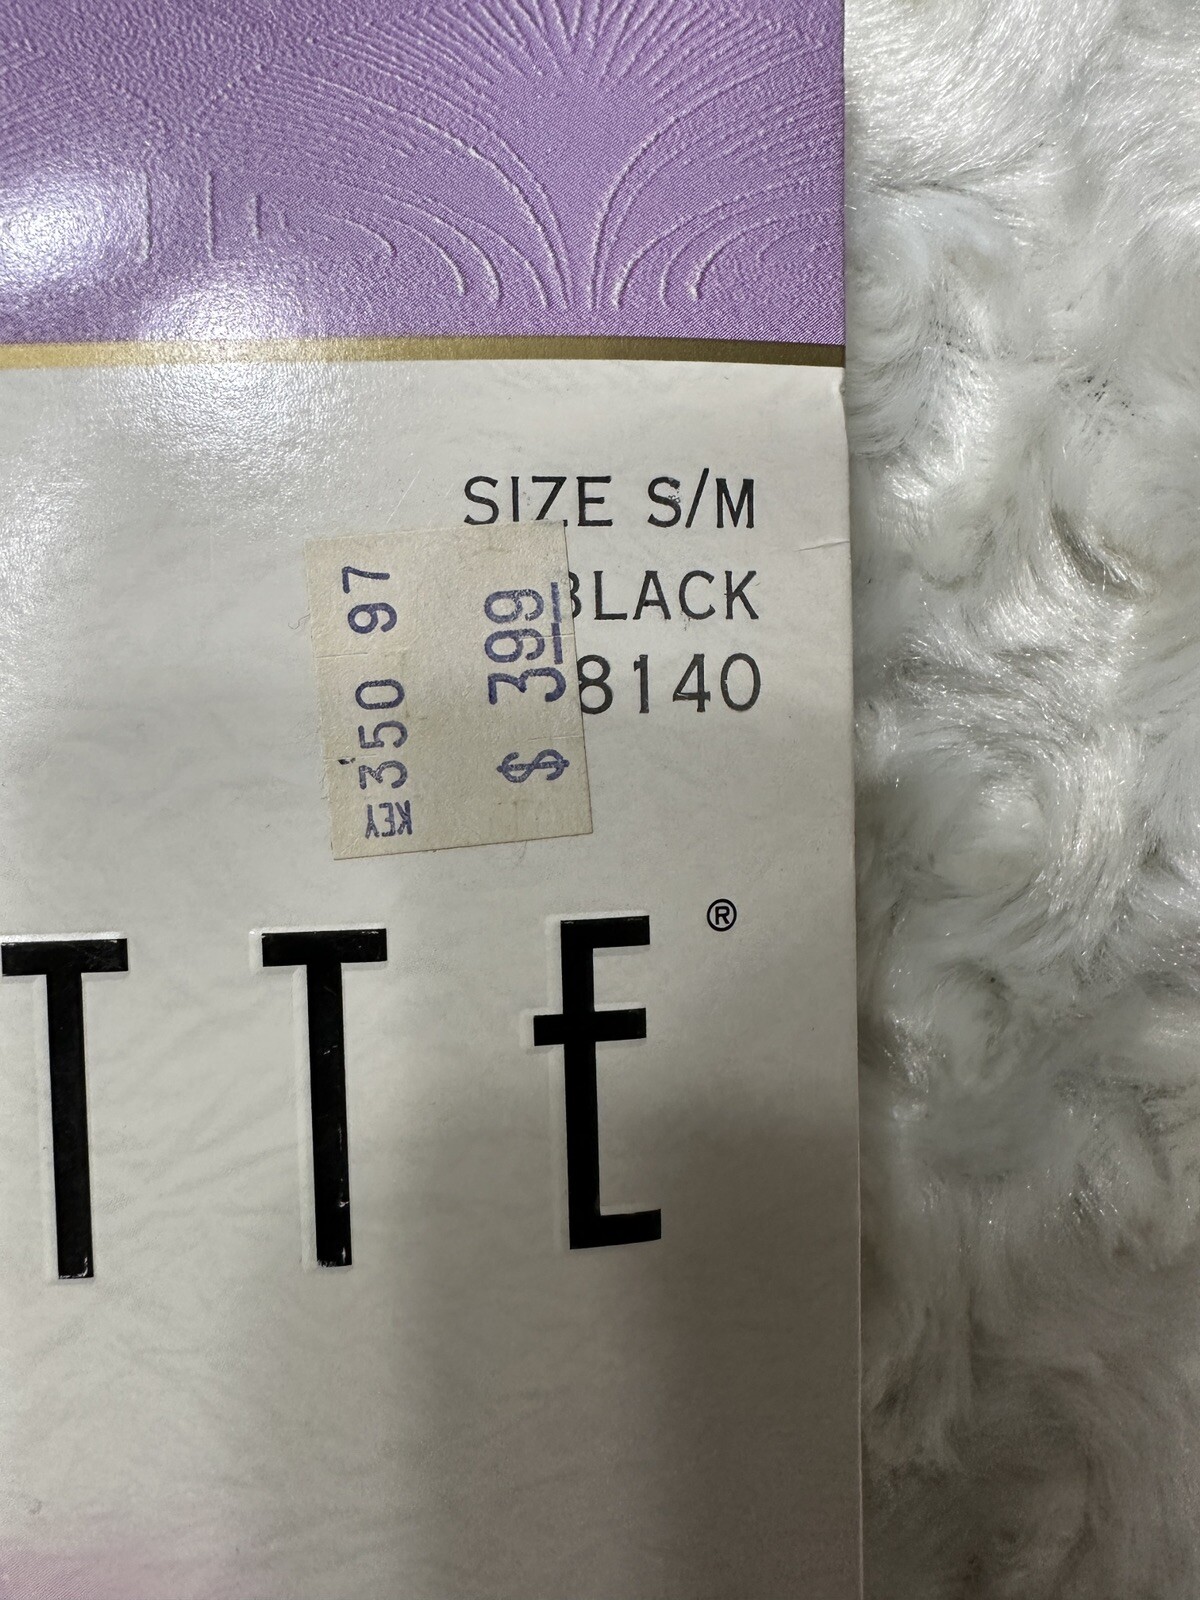 SIZE S/M
BLACK
8140
KEY 350 97
$ 399
TTE®